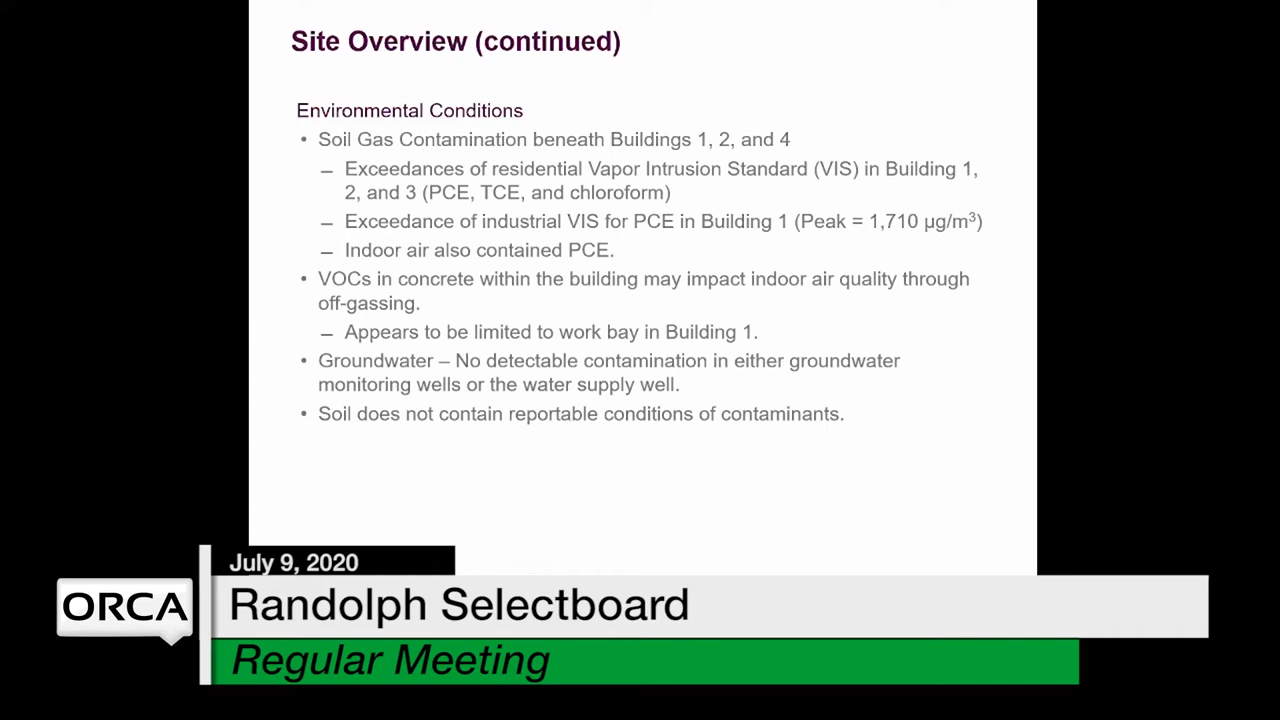 Site Overview (continued)
Environmental Conditions
• Soil Gas Contamination beneath Buildings 1, 2, and 4
– Exceedances of residential Vapor Intrusion Standard (VIS) in Building 1,
2, and 3 (PCE, TCE, and chloroform)
– Exceedance of industrial VIS for PCE in Building 1 (Peak = 1,710 µg/m³)
– Indoor air also contained PCE.
• VOCs in concrete within the building may impact indoor air quality through
off-gassing.
– Appears to be limited to work bay in Building 1.
• Groundwater – No detectable contamination in either groundwater
monitoring wells or the water supply well.
• Soil does not contain reportable conditions of contaminants.
July 9, 2020
ORCA
Randolph Selectboard
Regular Meeting